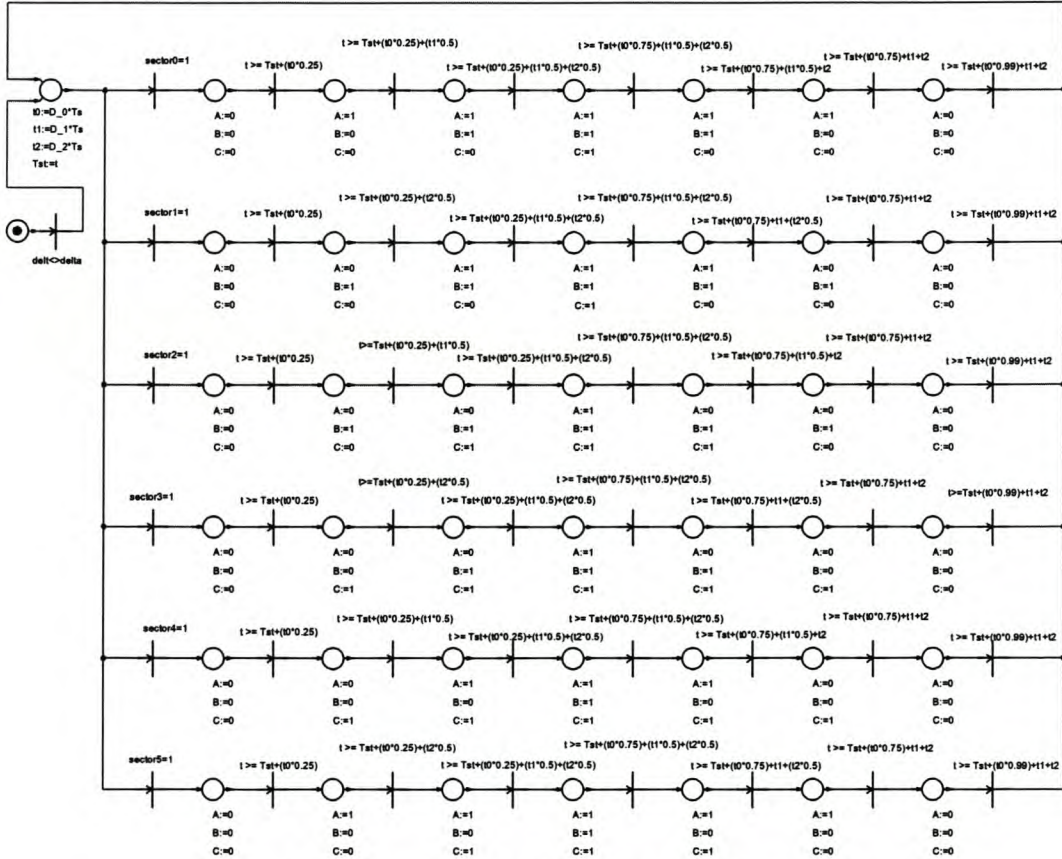 t >= Tst+(t0*0.25)+(t1*0.5) t >= Tst+(t0*0.75)+(t1*0.5)+(t2*0.5) t >= Tst+(t0*0.75)+t1+t2
sector0=1 t >= Tst+(t0*0.25) t >= Tst+(t0*0.25)+(t1*0.5)+(t2*0.5) t >= Tst+(t0*0.75)+(t1*0.5)+t2 t >= Tst+(t0*0.99)+t1+t2
t0:=D_0*Ts
t1:=D_1*Ts
t2:=D_2*Ts
Tst:=t
A:=0 A:=1 A:=1 A:=1 A:=1 A:=1 A:=0
B:=0 B:=0 B:=1 B:=1 B:=1 B:=0 B:=0
C:=0 C:=0 C:=0 C:=1 C:=0 C:=0 C:=0
delt<>delta
t >= Tst+(t0*0.25)+(t2*0.5) t >= Tst+(t0*0.75)+(t1*0.5)+(t2*0.5) t >= Tst+(t0*0.75)+t1+t2
sector1=1 t >= Tst+(t0*0.25) t >= Tst+(t0*0.25)+(t1*0.5)+(t2*0.5) t >= Tst+(t0*0.75)+t1+(t2*0.5) t >= Tst+(t0*0.99)+t1+t2
A:=0 A:=0 A:=1 A:=1 A:=1 A:=0 A:=0
B:=0 B:=1 B:=1 B:=1 B:=1 B:=1 B:=0
C:=0 C:=0 C:=0 C:=1 C:=0 C:=0 C:=0
t>=Tst+(t0*0.25)+(t1*0.5) t >= Tst+(t0*0.75)+(t1*0.5)+(t2*0.5) t >= Tst+(t0*0.75)+t1+t2
sector2=1 t >= Tst+(t0*0.25) t >= Tst+(t0*0.25)+(t1*0.5)+(t2*0.5) t >= Tst+(t0*0.75)+(t1*0.5)+t2 t >= Tst+(t0*0.99)+t1+t2
A:=0 A:=0 A:=0 A:=1 A:=0 A:=0 A:=0
B:=0 B:=1 B:=1 B:=1 B:=1 B:=1 B:=0
C:=0 C:=0 C:=1 C:=1 C:=1 C:=0 C:=0
t>=Tst+(t0*0.25)+(t2*0.5) t >= Tst+(t0*0.75)+(t1*0.5)+(t2*0.5) t >= Tst+(t0*0.75)+t1+t2
sector3=1 t >= Tst+(t0*0.25) t >= Tst+(t0*0.25)+(t1*0.5)+(t2*0.5) t >= Tst+(t0*0.75)+t1+(t2*0.5) t>=Tst+(t0*0.99)+t1+t2
A:=0 A:=0 A:=0 A:=1 A:=0 A:=0 A:=0
B:=0 B:=0 B:=1 B:=1 B:=1 B:=0 B:=0
C:=0 C:=1 C:=1 C:=1 C:=1 C:=1 C:=0
t >= Tst+(t0*0.25)+(t1*0.5) t >= Tst+(t0*0.75)+(t1*0.5)+(t2*0.5) t >= Tst+(t0*0.75)+t1+t2
sector4=1 t >= Tst+(t0*0.25) t >= Tst+(t0*0.25)+(t1*0.5)+(t2*0.5) t >= Tst+(t0*0.75)+(t1*0.5)+t2 t >= Tst+(t0*0.99)+t1+t2
A:=0 A:=0 A:=1 A:=1 A:=1 A:=0 A:=0
B:=0 B:=0 B:=0 B:=1 B:=0 B:=0 B:=0
C:=0 C:=1 C:=1 C:=1 C:=1 C:=1 C:=0
t >= Tst+(t0*0.25)+(t2*0.5) t >= Tst+(t0*0.75)+(t1*0.5)+(t2*0.5) t >= Tst+(t0*0.75)+t1+t2
sector5=1 t >= Tst+(t0*0.25) t >= Tst+(t0*0.25)+(t1*0.5)+(t2*0.5) t >= Tst+(t0*0.75)+t1+(t2*0.5) t >= Tst+(t0*0.99)+t1+t2
A:=0 A:=1 A:=1 A:=1 A:=1 A:=1 A:=0
B:=0 B:=0 B:=0 B:=1 B:=0 B:=0 B:=0
C:=0 C:=0 C:=1 C:=1 C:=1 C:=0 C:=0